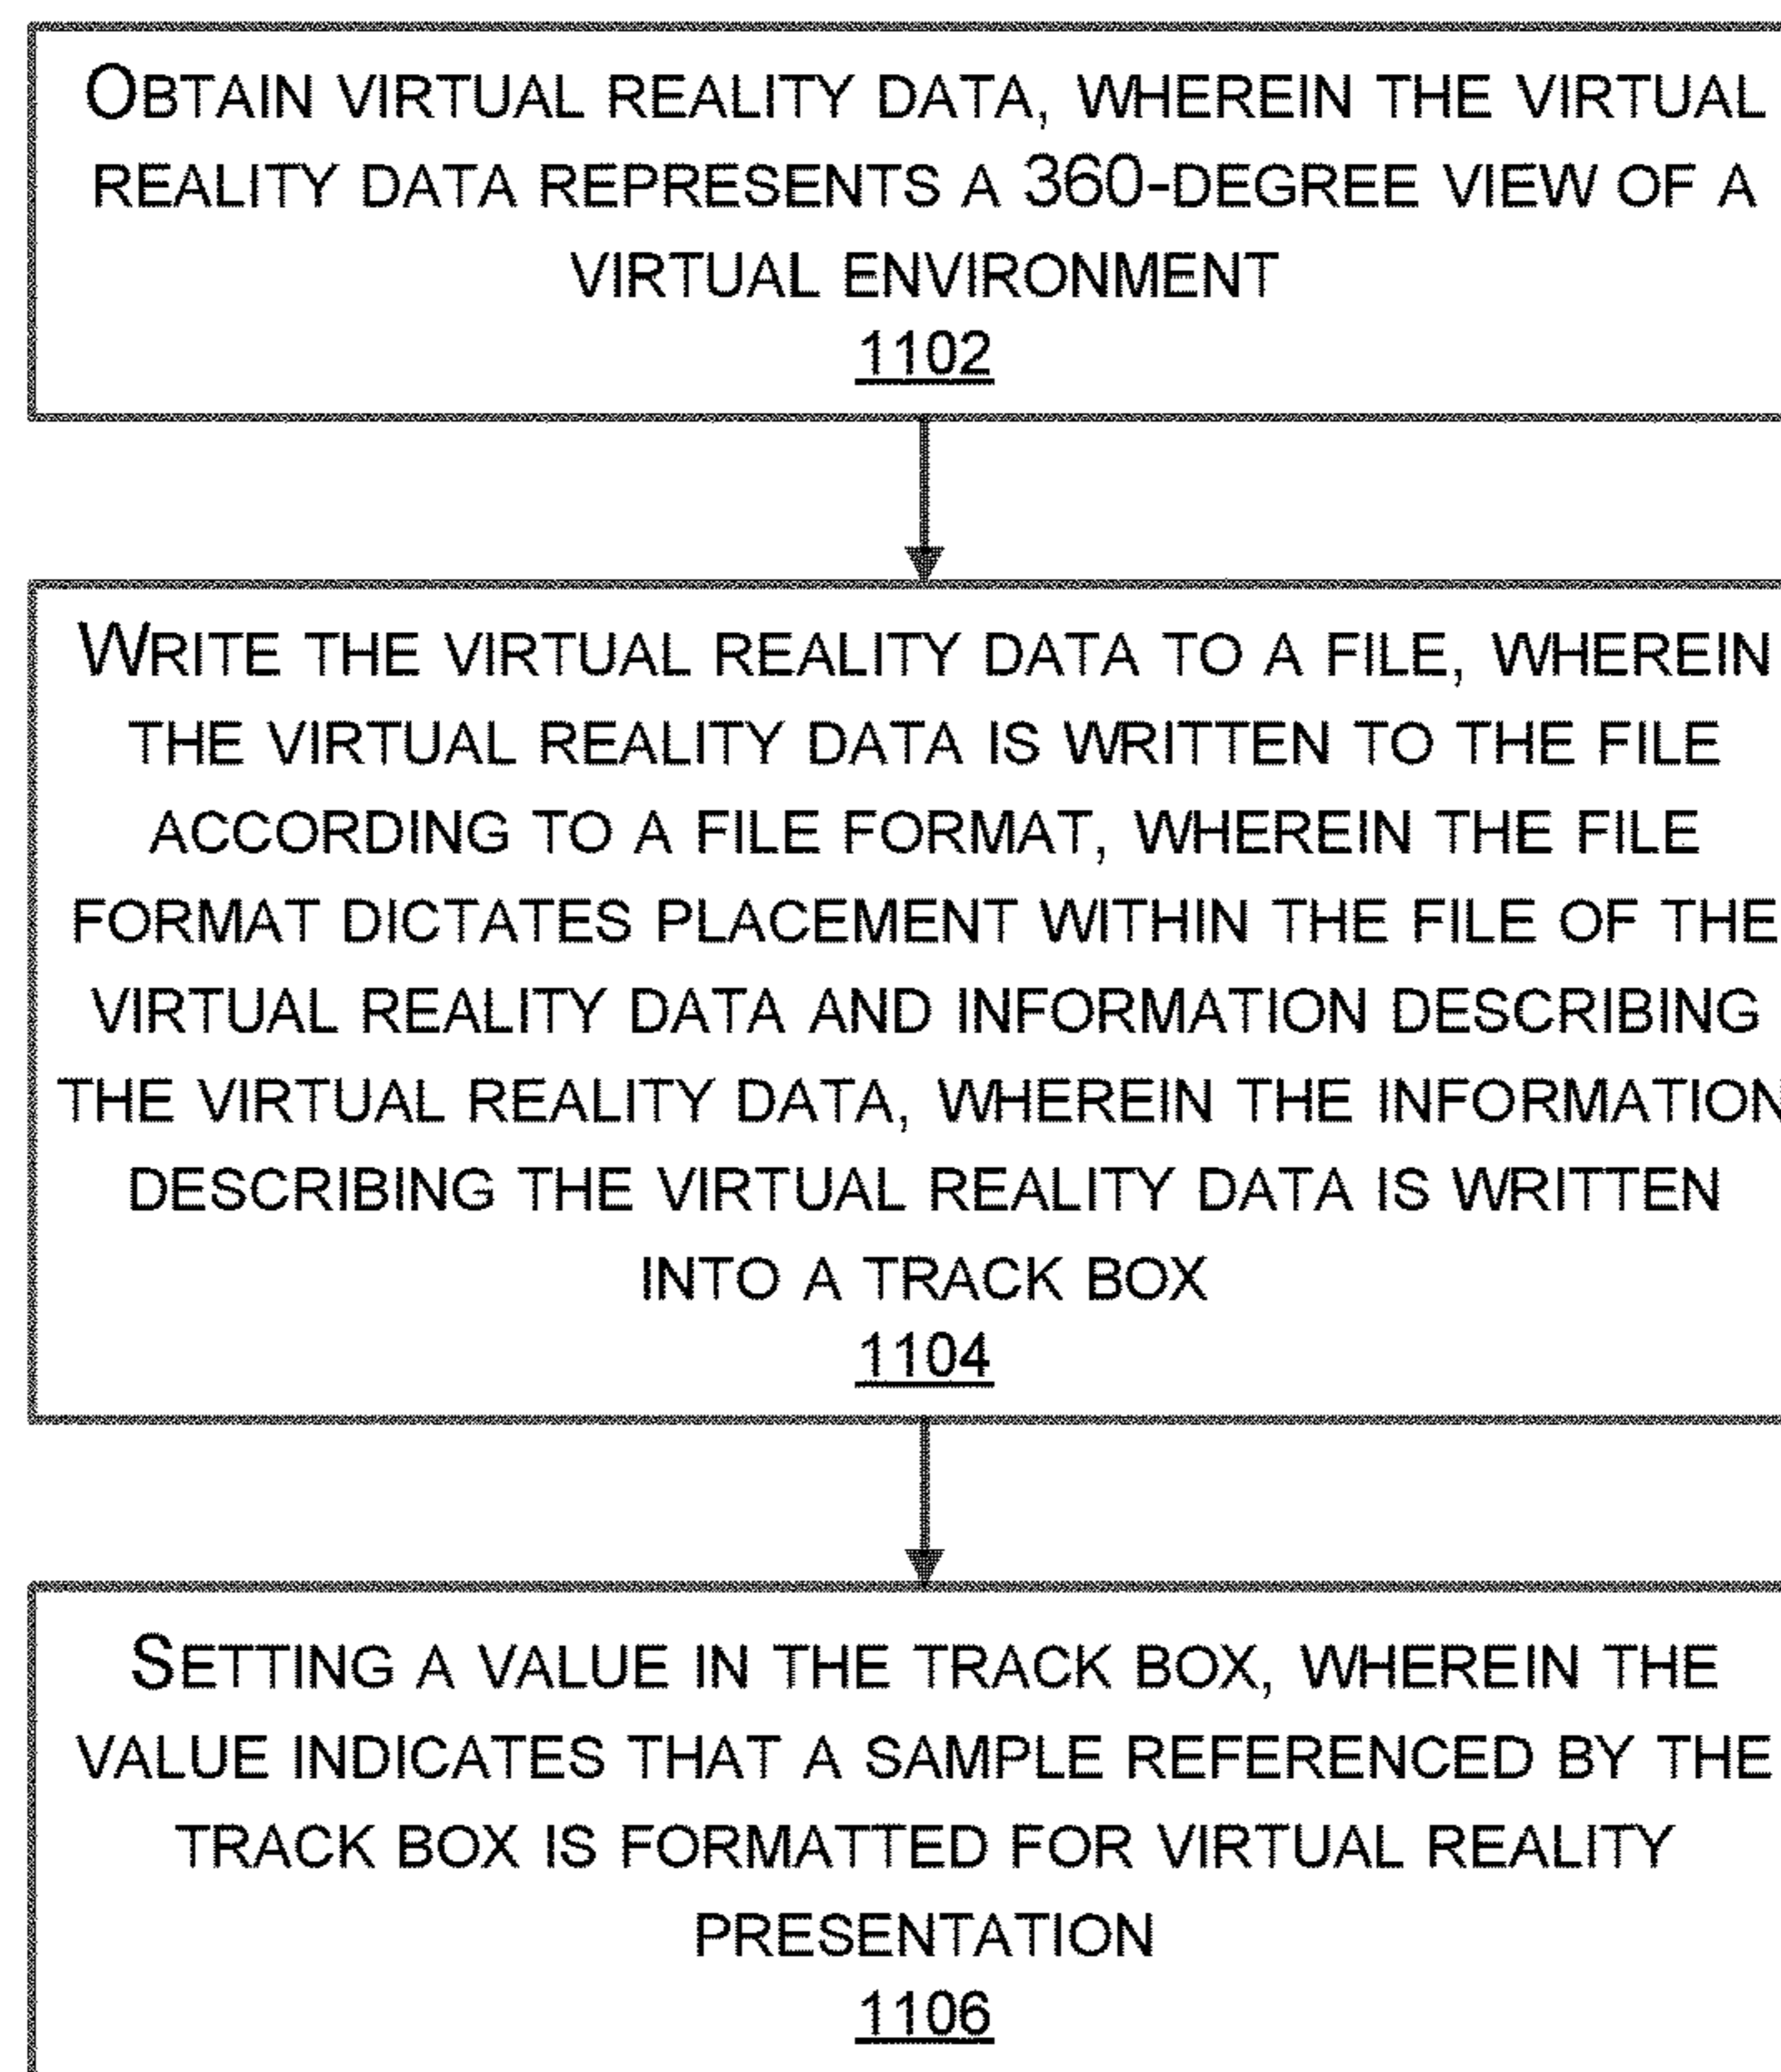 OBTAIN VIRTUAL REALITY DATA, WHEREIN THE VIRTUAL
REALITY DATA REPRESENTS A 360-DEGREE VIEW OF A
VIRTUAL ENVIRONMENT
1102
WRITE THE VIRTUAL REALITY DATA TO A FILE, WHEREIN
THE VIRTUAL REALITY DATA IS WRITTEN TO THE FILE
ACCORDING TO A FILE FORMAT, WHEREIN THE FILE
FORMAT DICTATES PLACEMENT WITHIN THE FILE OF THE
VIRTUAL REALITY DATA AND INFORMATION DESCRIBING
THE VIRTUAL REALITY DATA, WHEREIN THE INFORMATION
DESCRIBING THE VIRTUAL REALITY DATA IS WRITTEN
INTO A TRACK BOX
1104
SETTING A VALUE IN THE TRACK BOX, WHEREIN THE
VALUE INDICATES THAT A SAMPLE REFERENCED BY THE
TRACK BOX IS FORMATTED FOR VIRTUAL REALITY
PRESENTATION
1106